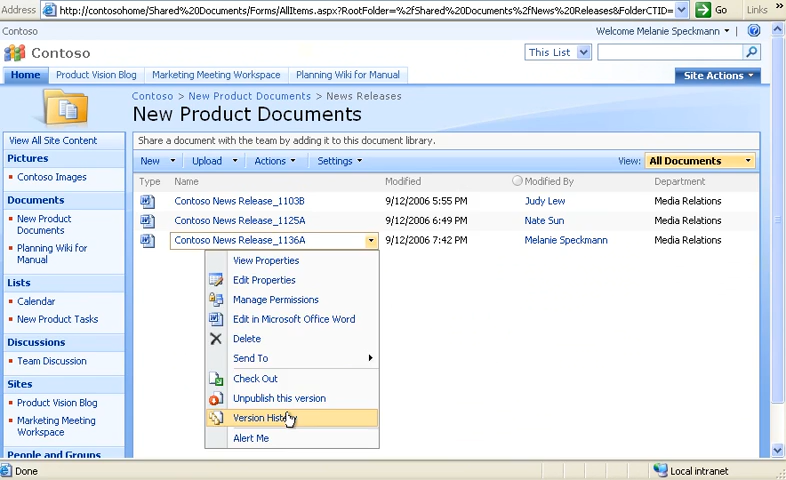 Address http://contosohome/Shared%20Documents/Forms/AllItems.aspx?RootFolder=%2fShared%20Documents%2fNews%20Releases&FolderCTID= Go Links »
Contoso Welcome Melanie Speckmann
Contoso This List
Home Product Vision Blog Marketing Meeting Workspace Planning Wiki for Manual Site Actions
Contoso > New Product Documents > News Releases
New Product Documents
View All Site Content
Share a document with the team by adding it to this document library.
Pictures
Contoso Images
Documents
New Product
Documents
Planning Wiki for
Manual
Lists
Calendar
New Product Tasks
Discussions
Team Discussion
Sites
Product Vision Blog
Marketing Meeting
Workspace
People and Groups
New Upload Actions Settings View: All Documents
Type Name Modified Modified By Department
Contoso News Release_1103B 9/12/2006 5:55 PM Judy Lew Media Relations
Contoso News Release_1125A 9/12/2006 6:49 PM Nate Sun Media Relations
Contoso News Release_1136A 9/12/2006 7:42 PM Melanie Speckmann Media Relations
View Properties
Edit Properties
Manage Permissions
Edit in Microsoft Office Word
Delete
Send To
Check Out
Unpublish this version
Version History
Alert Me
Done Local intranet